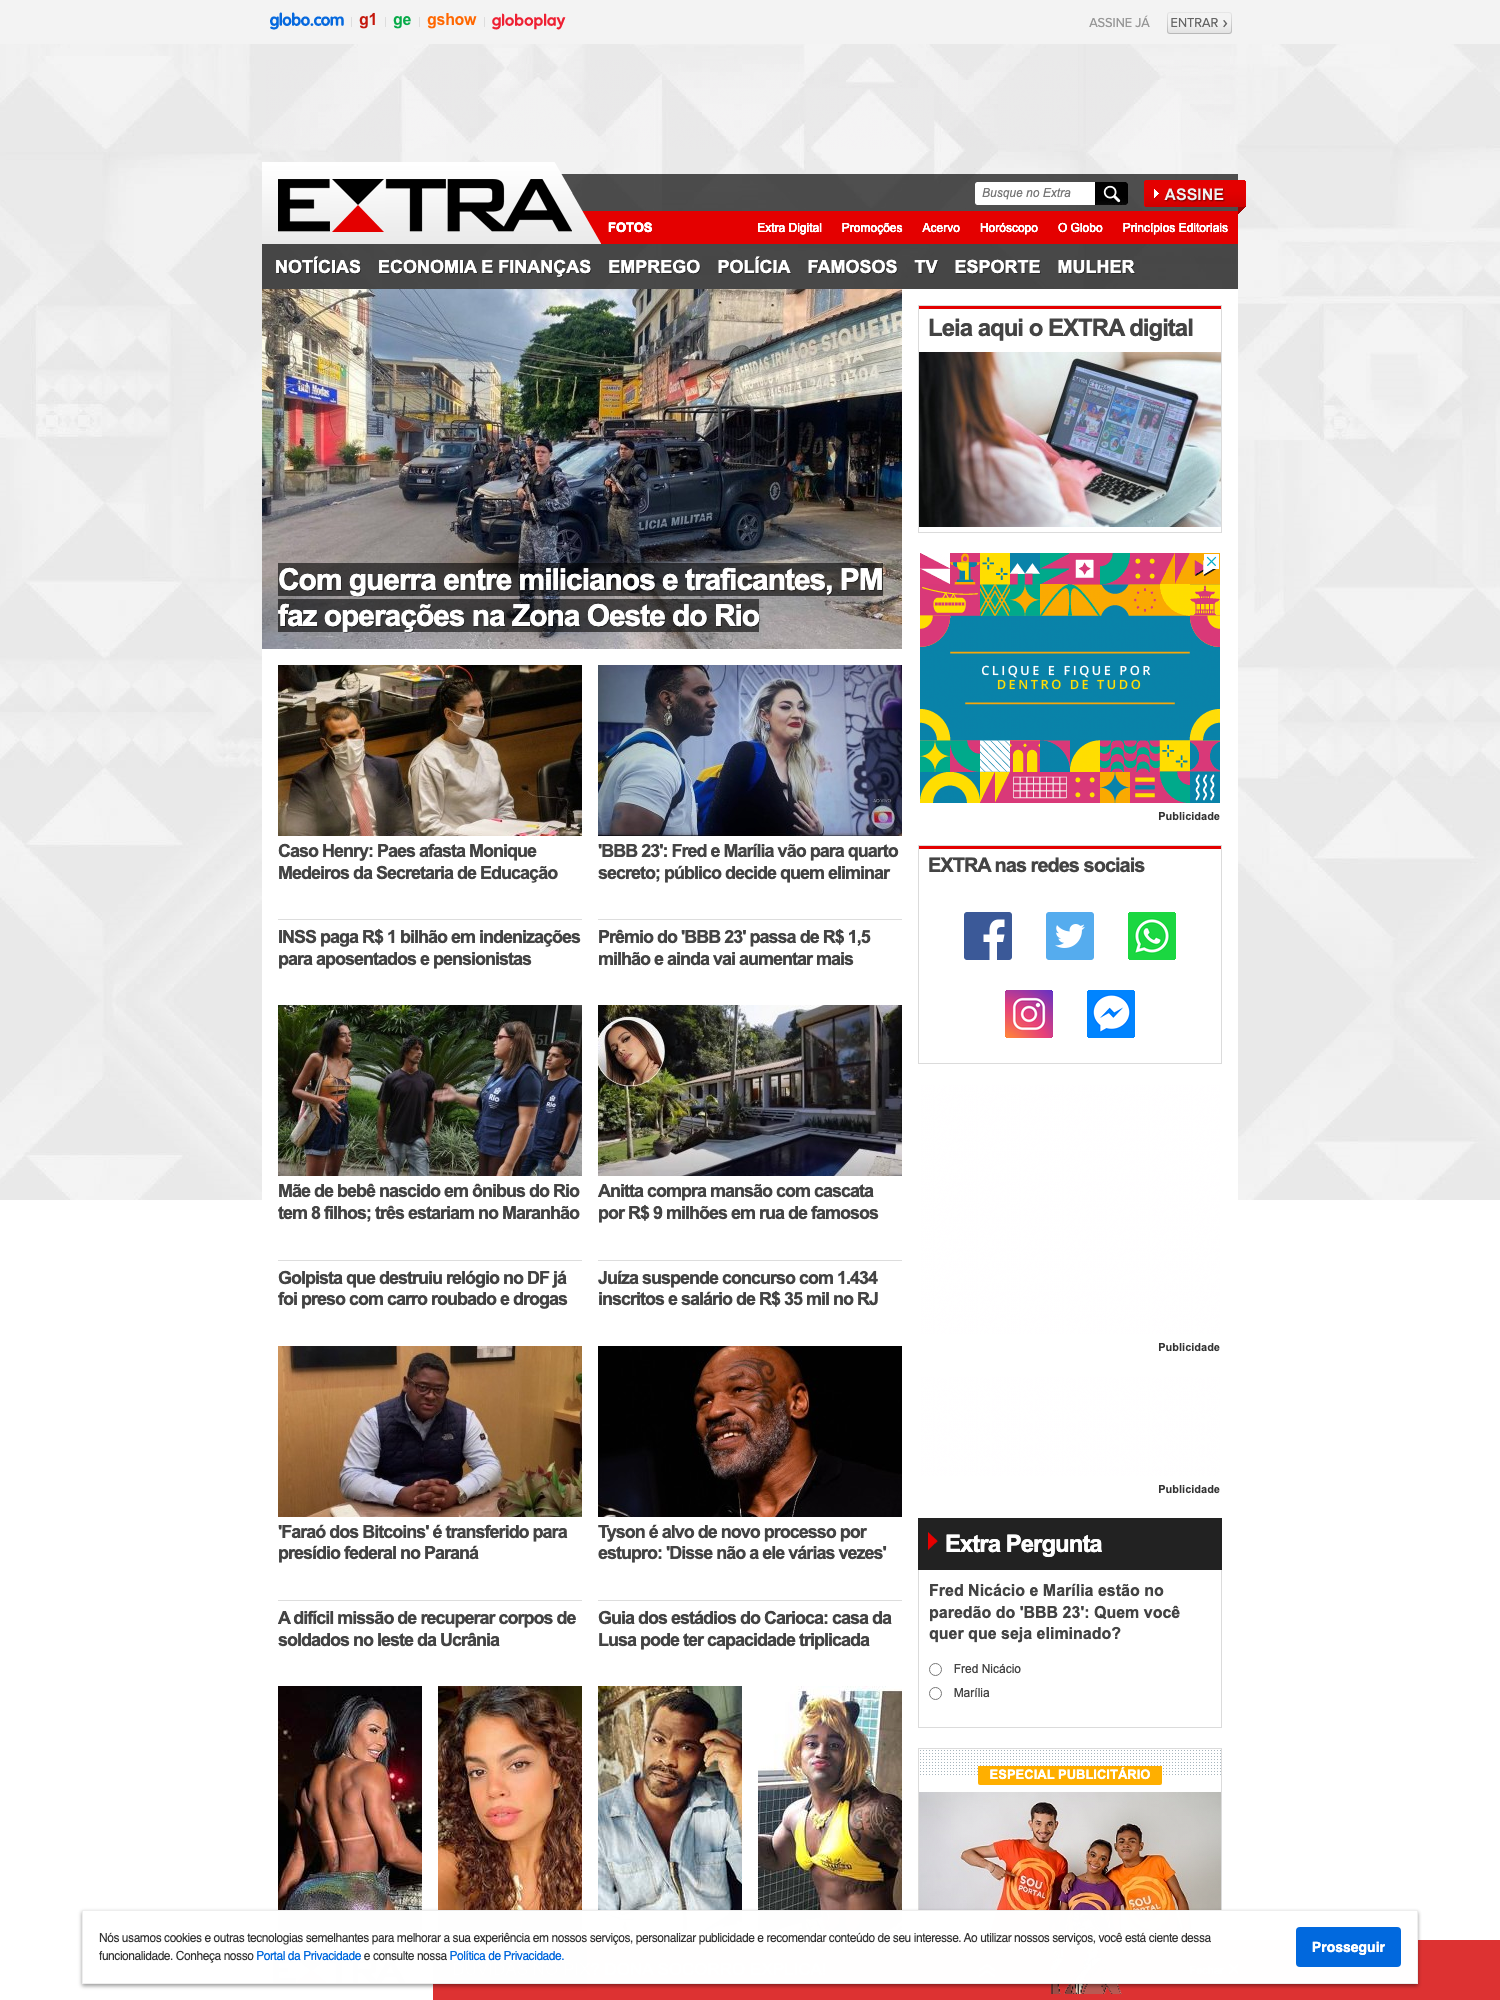 globo.com g1 ge gshow globoplay
ASSINE JÁ ENTRAR
EXTRA
Busque no Extra
ASSINE
FOTOS Extra Digital Promoções Acervo Horóscopo O Globo Princípios Editoriais
NOTÍCIAS ECONOMIA E FINANÇAS EMPREGO POLÍCIA FAMOSOS TV ESPORTE MULHER
Com guerra entre milicianos e traficantes, PM
faz operações na Zona Oeste do Rio
Leia aqui o EXTRA digital
CLIQUE E FIQUE POR
DENTRO DE TUDO
Publicidade
Caso Henry: Paes afasta Monique
Medeiros da Secretaria de Educação
'BBB 23': Fred e Marília vão para quarto
secreto; público decide quem eliminar
EXTRA nas redes sociais
INSS paga R$ 1 bilhão em indenizações
para aposentados e pensionistas
Prêmio do 'BBB 23' passa de R$ 1,5
milhão e ainda vai aumentar mais
Mãe de bebê nascido em ônibus do Rio
tem 8 filhos; três estariam no Maranhão
Anitta compra mansão com cascata
por R$ 9 milhões em rua de famosos
Golpista que destruiu relógio no DF já
foi preso com carro roubado e drogas
Juíza suspende concurso com 1.434
inscritos e salário de R$ 35 mil no RJ
Publicidade
Publicidade
'Faraó dos Bitcoins' é transferido para
presídio federal no Paraná
Tyson é alvo de novo processo por
estupro: 'Disse não a ele várias vezes'
A difícil missão de recuperar corpos de
soldados no leste da Ucrânia
Guia dos estádios do Carioca: casa da
Lusa pode ter capacidade triplicada
Extra Pergunta
Fred Nicácio e Marília estão no
paredão do 'BBB 23': Quem você
quer que seja eliminado?
Fred Nicácio
Marília
ESPECIAL PUBLICITÁRIO
SOU
PORTAL
SOU
Nós usamos cookies e outras tecnologias semelhantes para melhorar a sua experiência em nossos serviços, personalizar publicidade e recomendar conteúdo de seu interesse. Ao utilizar nossos serviços, você está ciente dessa
funcionalidade. Conheça nosso Portal da Privacidade e consulte nossa Política de Privacidade.
Prosseguir